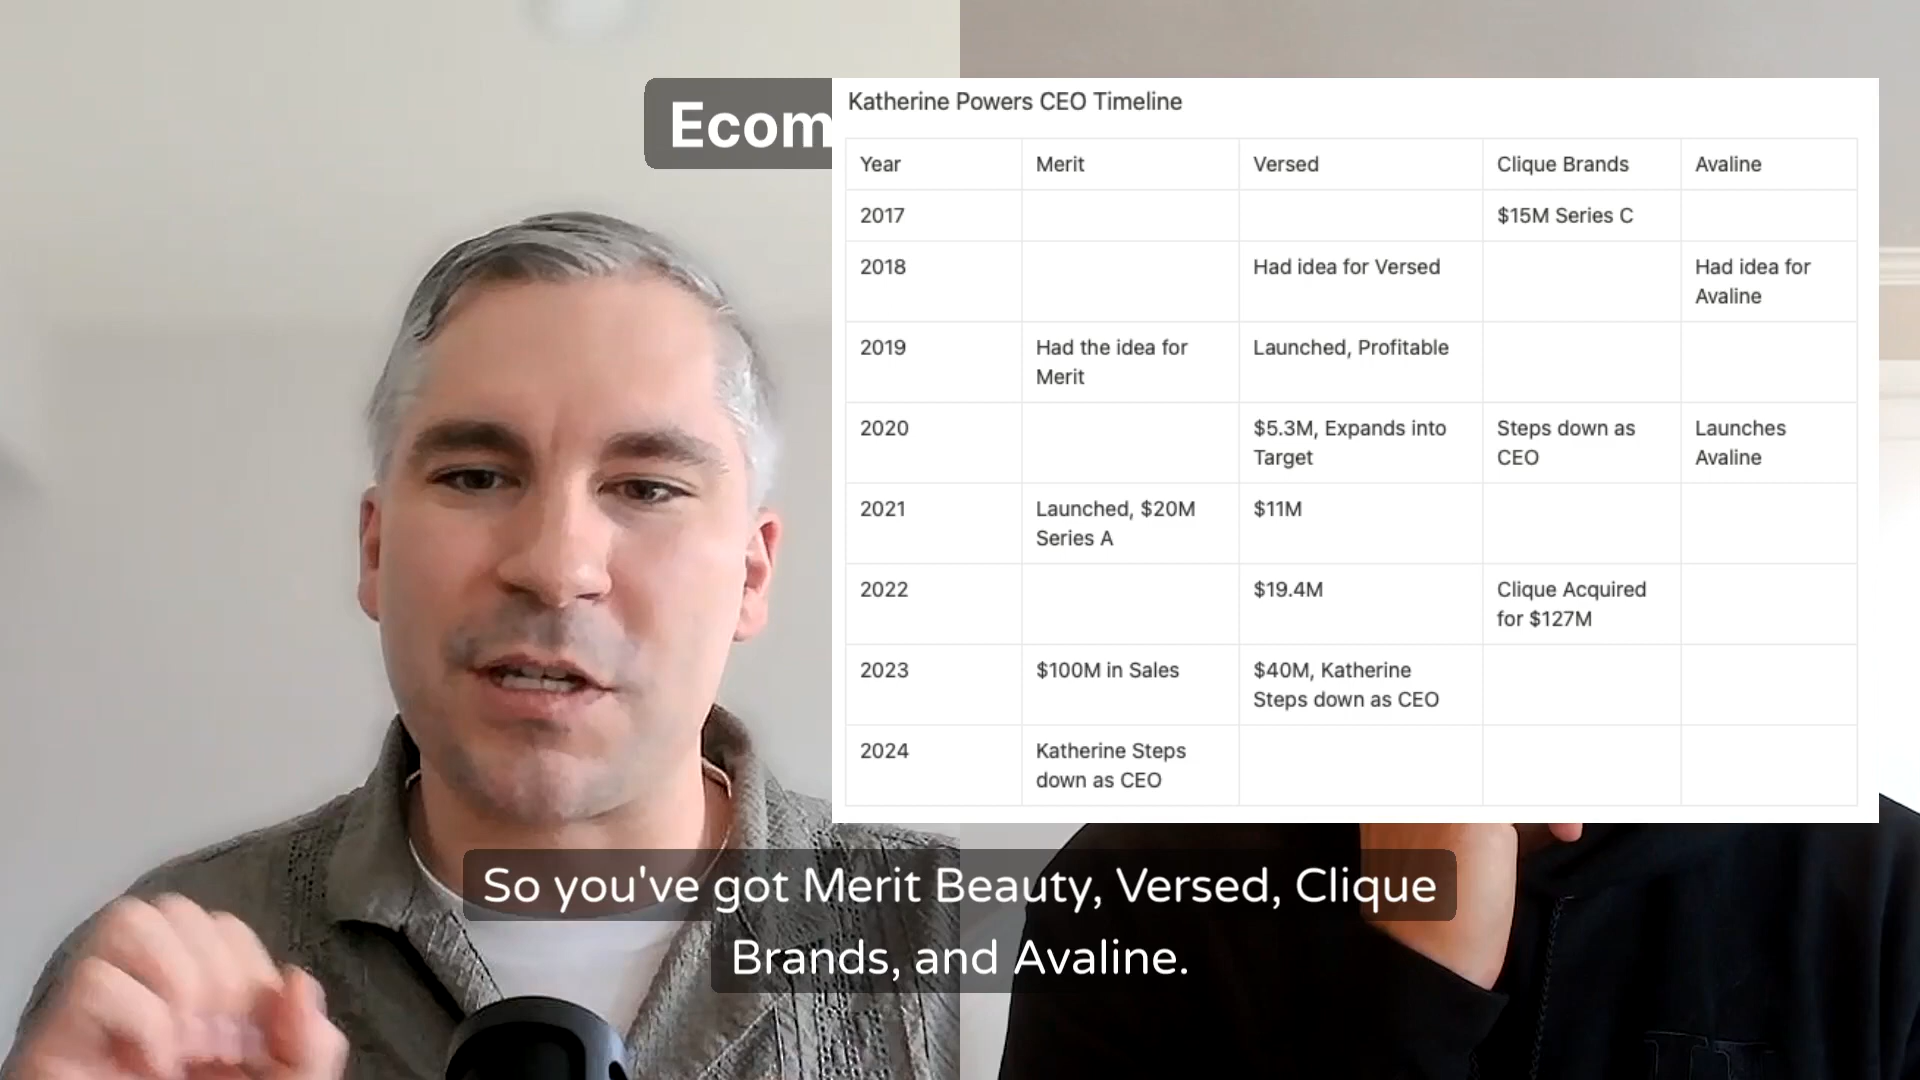 Ecom
Katherine Powers CEO Timeline
Year Merit Versed Clique Brands Avaline
2017 $15M Series C
2018 Had idea for Versed Had idea for
Avaline
2019 Had the idea for Launched, Profitable
Merit
2020 $5.3M, Expands into Steps down as Launches
Target CEO Avaline
2021 Launched, $20M $11M
Series A
2022 $19.4M Clique Acquired
for $127M
2023 $100M in Sales $40M, Katherine
Steps down as CEO
2024 Katherine Steps
down as CEO
So you've got Merit Beauty, Versed, Clique
Brands, and Avaline.